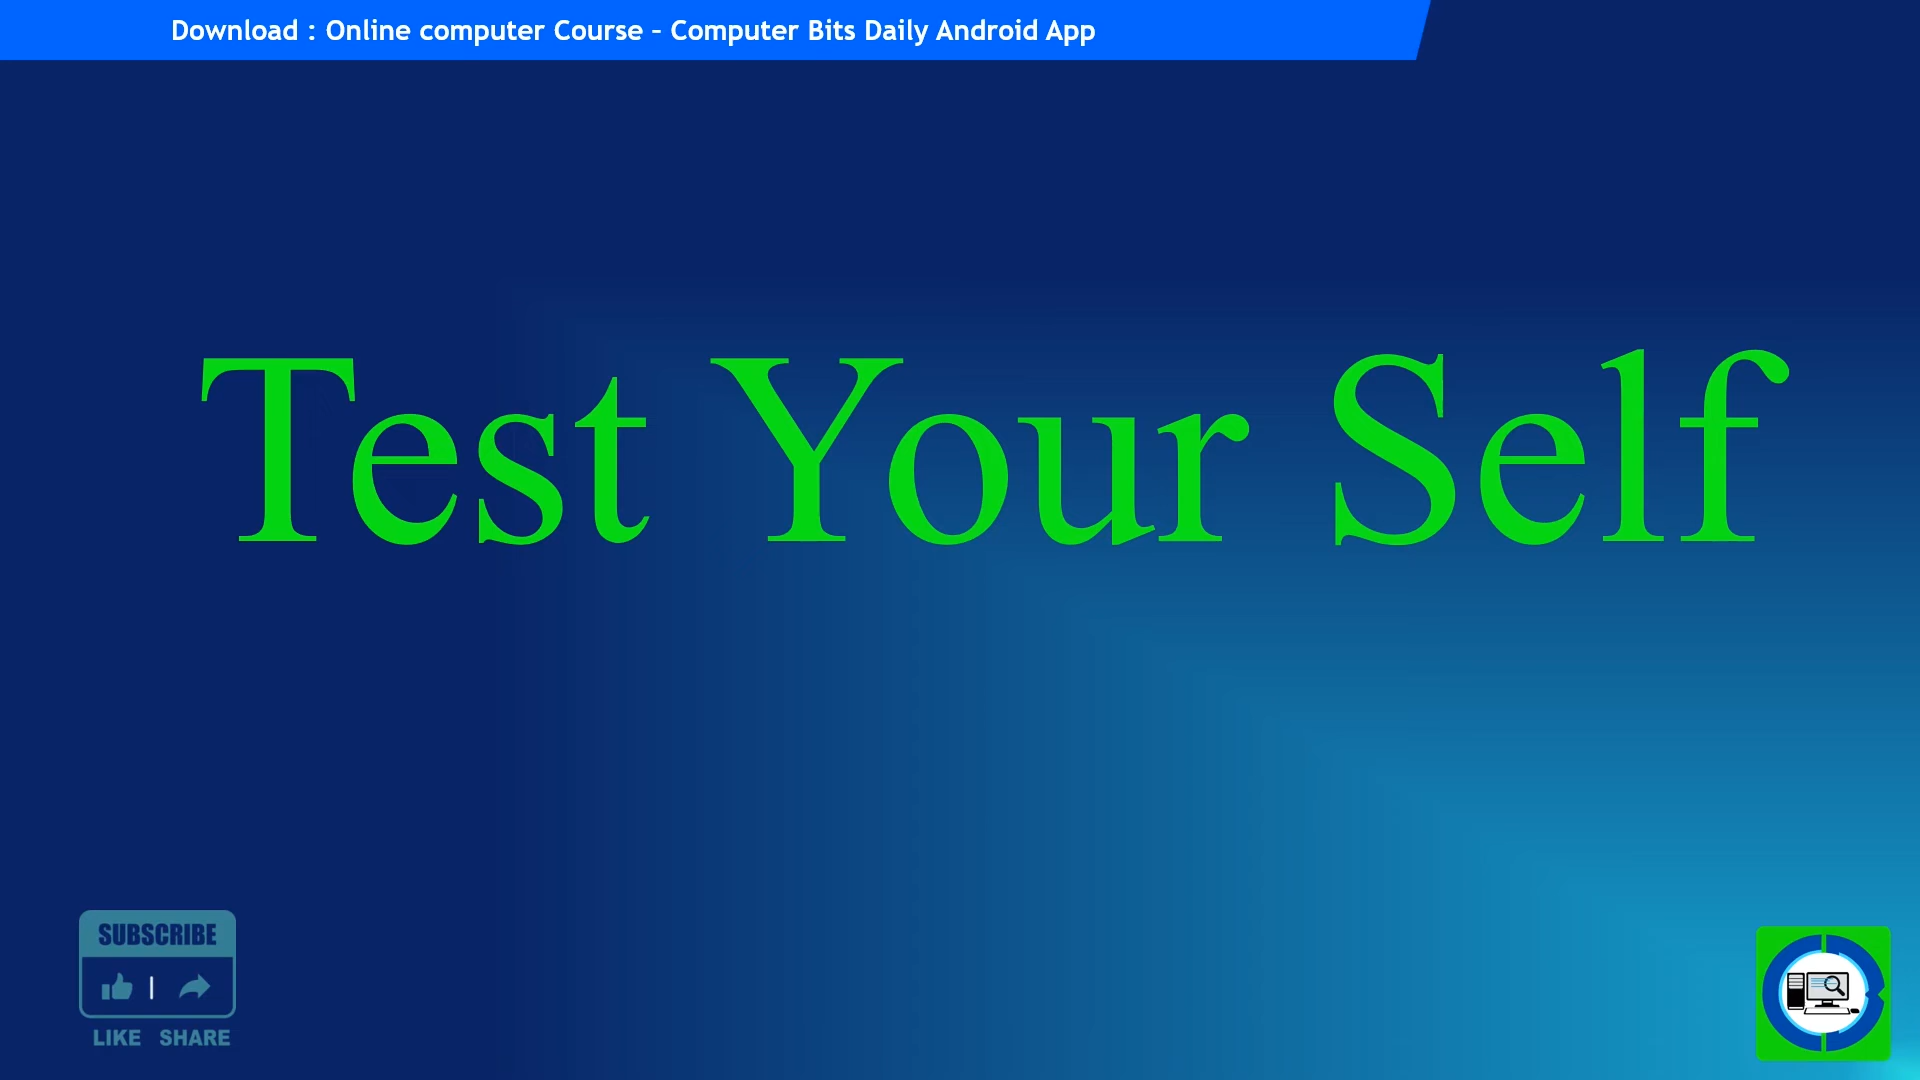 Download : Online computer Course – Computer Bits Daily Android App
Test Your Self
SUBSCRIBE
LIKE SHARE